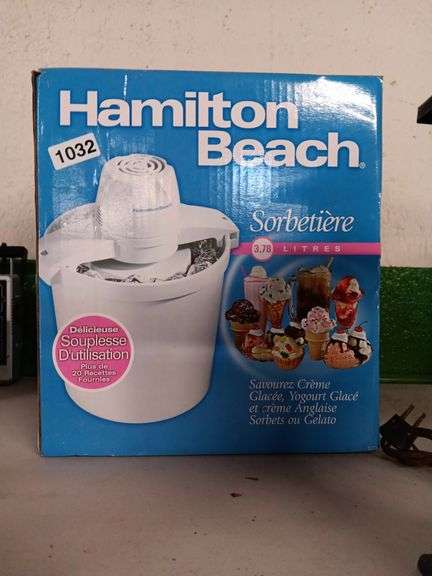 Hamilton
Beach®
1032
Sorbetière
3,78 LITRES
Délicieuse
Souplesse
D'utilisation
Plus de
20 Recettes
Fournies
Savourez Crème
Glacée, Yogourt Glacé
et crème Anglaise
Sorbets ou Gelato